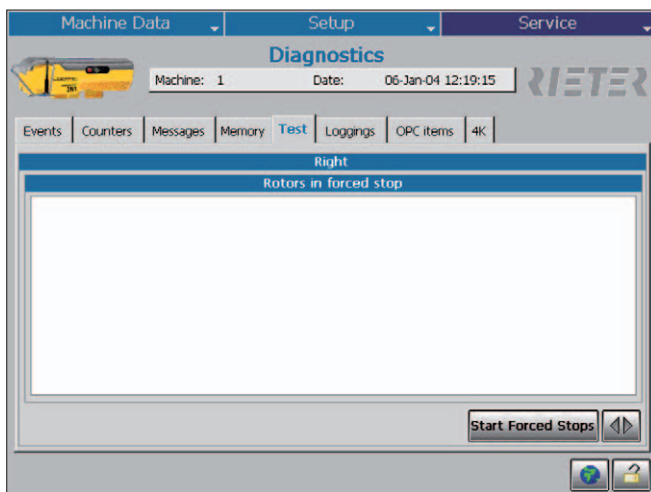 Machine Data Setup Service
Diagnostics
Machine: 1 Date: 06-Jan-04 12:19:15
RIETER
Events Counters Messages Memory Test Loggings OPC items 4K
Right
Rotors in forced stop
Start Forced Stops